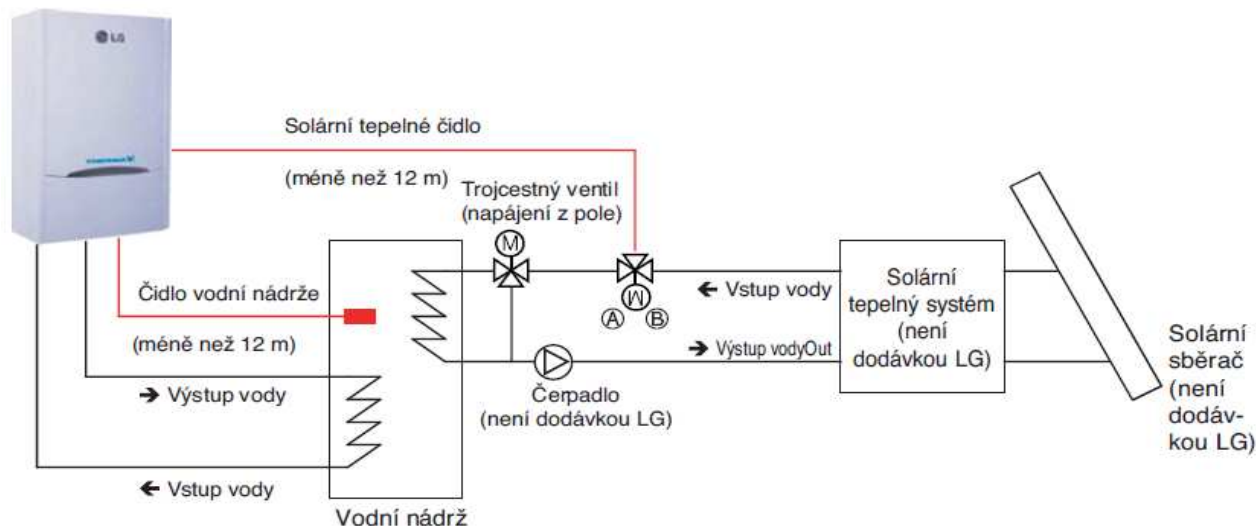 LG
Solární tepelné čidlo
(méně než 12 m)
Trojcestný ventil
(napájení z pole)
M
M
A
B
Čidlo vodní nádrže
(méně než 12 m)
➔ Výstup vody
🡰 Vstup vody
Vodní nádrž
🡰 Vstup vody
➔ Výstup vodyOut
Čerpadlo
(není dodávkou LG)
Solární
tepelný systém
(není
dodávkou LG)
Solární
sběrač
(není
dodáv-
kou LG)